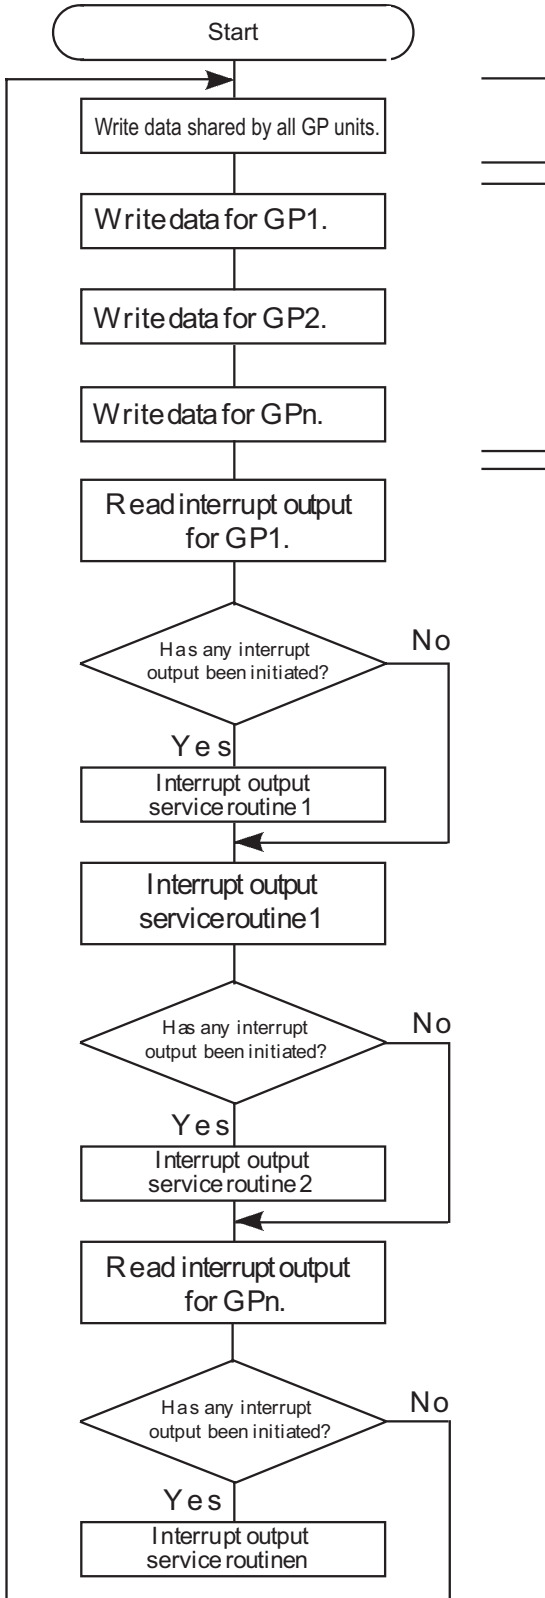 Start
Write data shared by all GP units.
Write data for GP1.
Write data for GP2.
Write data for GPn.
Read interrupt output
for GP1.
Has any interrupt
output been initiated?
No
Yes
Interrupt output
service routine 1
Interrupt output
service routine 1
Has any interrupt
output been initiated?
No
Yes
Interrupt output
service routine 2
Read interrupt output
for GPn.
Has any interrupt
output been initiated?
No
Yes
Interrupt output
service routinen